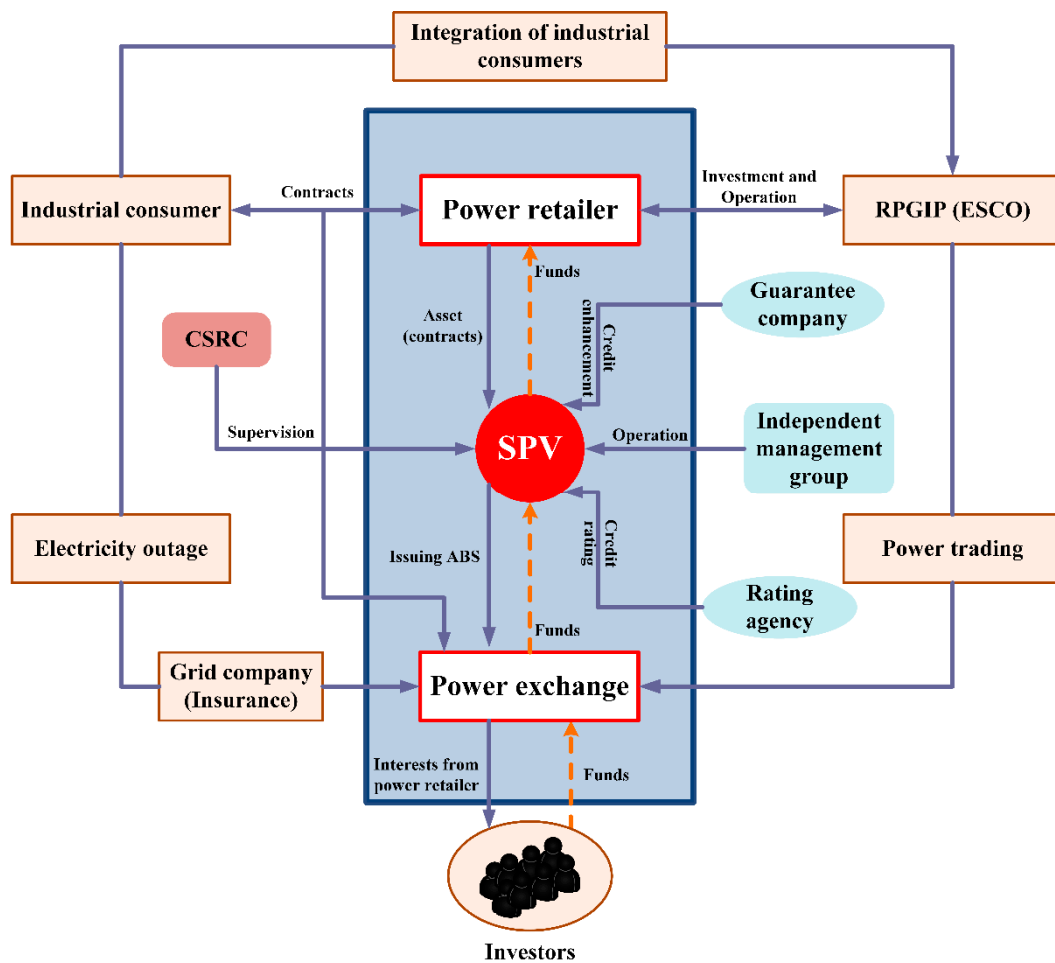 Integration of industrial
consumers
Industrial consumer
Contracts
Power retailer
Investment and
Operation
RPGIP (ESCO)
Funds
Asset
(contracts)
Credit
enhancement
Guarantee
company
CSRC
Supervision
SPV
Operation
Independent
management
group
Electricity outage
Issuing ABS
Credit
rating
Power trading
Rating
agency
Funds
Grid company
(Insurance)
Power exchange
Interests from
power retailer
Funds
Investors